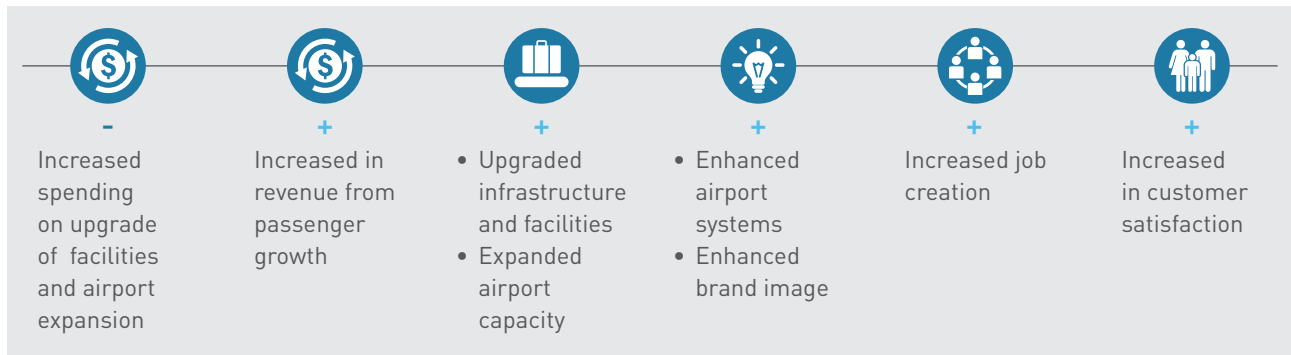 $
-
Increased
spending
on upgrade
of facilities
and airport
expansion
$
+
Increased in
revenue from
passenger
growth
+
• Upgraded
infrastructure
and facilities
• Expanded
airport
capacity
+
• Enhanced
airport
systems
• Enhanced
brand image
+
Increased job
creation
+
Increased
in customer
satisfaction